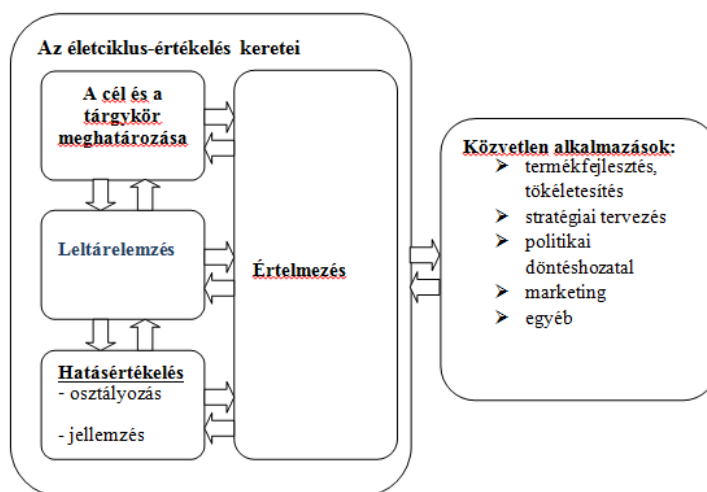 Az életciklus-értékelés keretei
A cél és a
tárgykör
meghatározása
Leltárelemzés
Hatásértékelés
- osztályozás
- jellemzés
Értelmezés
Közvetlen alkalmazások:
➢ termékfejlesztés,
tökéletesítés
➢ stratégiai tervezés
➢ politikai
döntéshozatal
➢ marketing
➢ egyéb